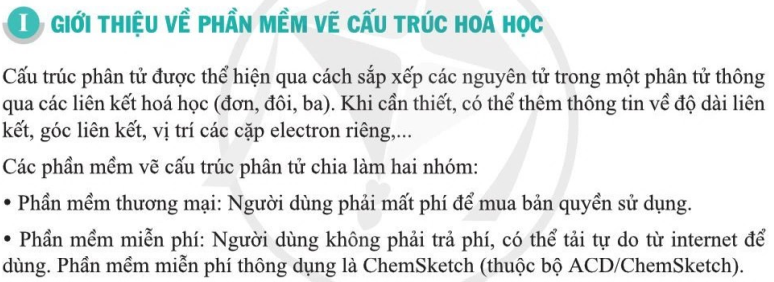 I GIỚI THIỆU VỀ PHẦN MỀM VẼ CẤU TRÚC HOÁ HỌC
Cấu trúc phân tử được thể hiện qua cách sắp xếp các nguyên tử trong một phân tử thông
qua các liên kết hoá học (đơn, đôi, ba). Khi cần thiết, có thể thêm thông tin về độ dài liên
kết, góc liên kết, vị trí các cặp electron riêng,...
Các phần mềm vẽ cấu trúc phân tử chia làm hai nhóm:
• Phần mềm thương mại: Người dùng phải mất phí để mua bản quyền sử dụng.
• Phần mềm miễn phí: Người dùng không phải trả phí, có thể tải tự do từ internet để
dùng. Phần mềm miễn phí thông dụng là ChemSketch (thuộc bộ ACD/ChemSketch).